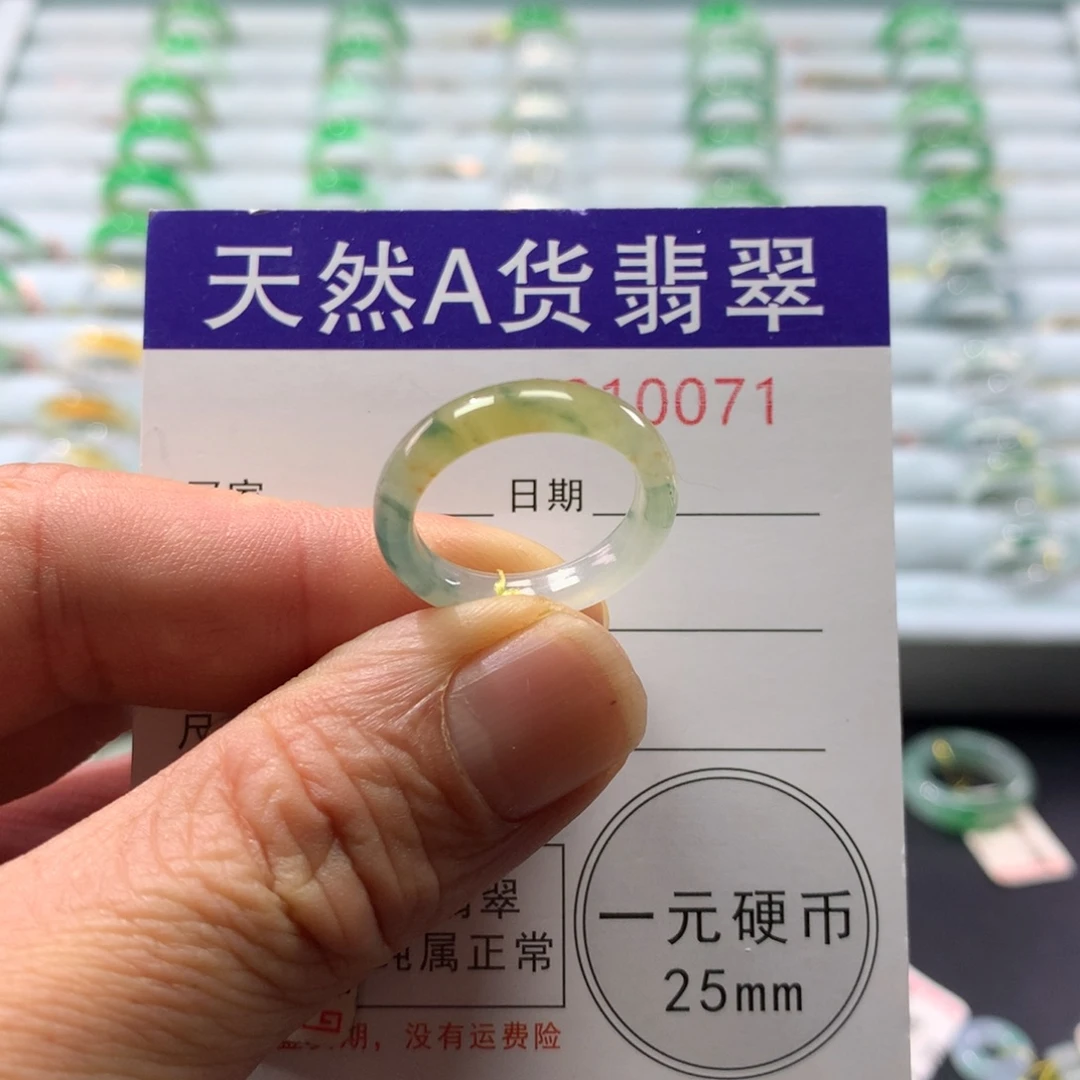 天然A货翡翠
10071
日期
尺
翠
一元硬币
属正常
25mm
期，没有运费险